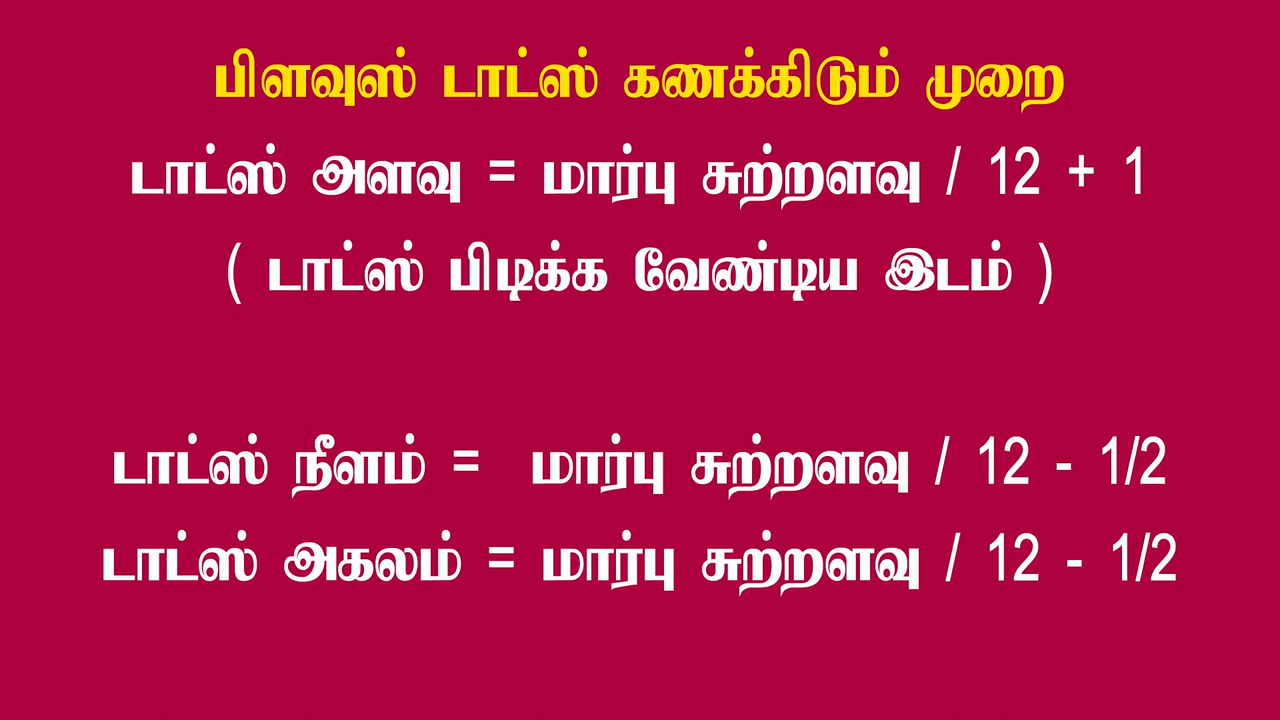 பிளவுஸ் டாட்ஸ் கணக்கிடும் முறை
டாட்ஸ் அளவு = மார்பு சுற்றளவு / 12 + 1
( டாட்ஸ் பிடிக்க வேண்டிய இடம் )
டாட்ஸ் நீளம் = மார்பு சுற்றளவு / 12 - 1/2
டாட்ஸ் அகலம் = மார்பு சுற்றளவு / 12 - 1/2